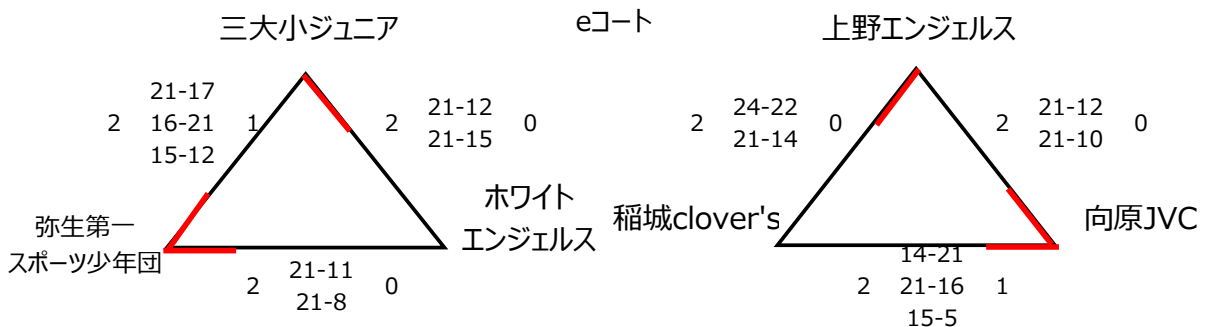 eコート
三大小ジュニア
2 21-17 1
16-21
15-12
2 21-12 0
21-15
弥生第一
スポーツ少年団
ホワイト
エンジェルス
2 21-11 0
21-8
上野エンジェルス
2 24-22 0
21-14
2 21-12 0
21-10
稲城clover's
向原JVC
14-21
2 21-16 1
15-5